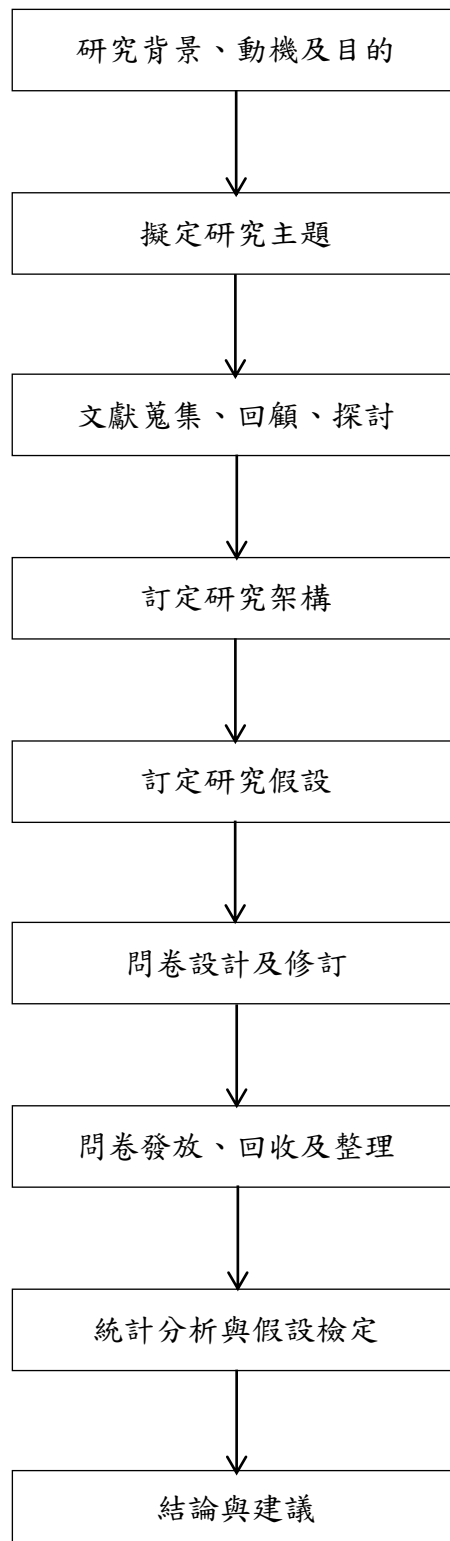 研究背景、動機及目的
擬定研究主題
文獻蒐集、回顧、探討
訂定研究架構
訂定研究假設
問卷設計及修訂
問卷發放、回收及整理
統計分析與假設檢定
結論與建議